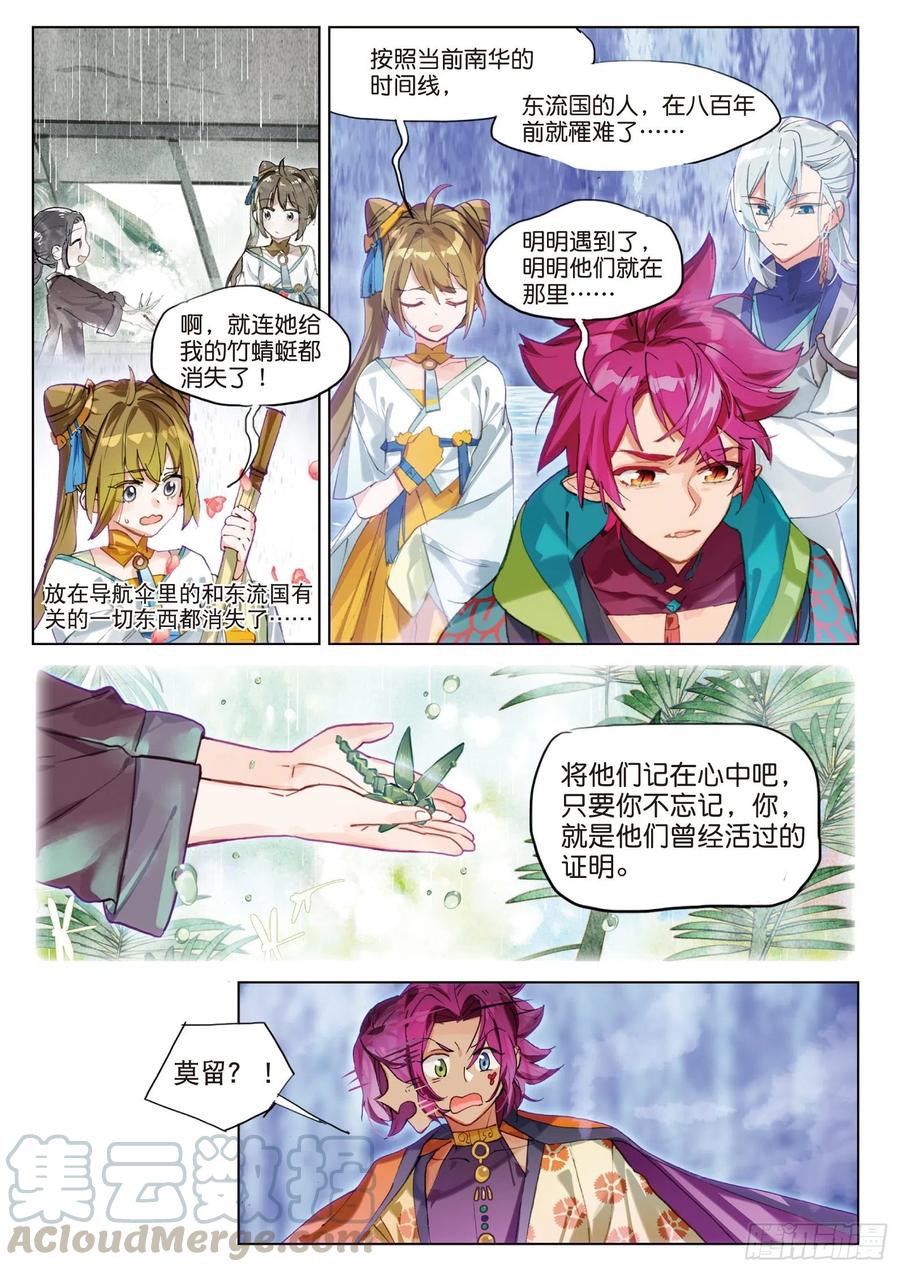 啊，就连她给
我的竹蜻蜓都
消失了！
放在导航伞里的和东流国有
关的一切东西都消失了……
按照当前南华的
时间线，
东流国的人，在八百年
前就罹难了……
明明遇到了，
明明他们就在
那里……
将他们记在心中吧，
只要你不忘记，你，
就是他们曾经活过的
证明。
莫留？！
集云数据
ACloudMerge.com
腾讯动漫